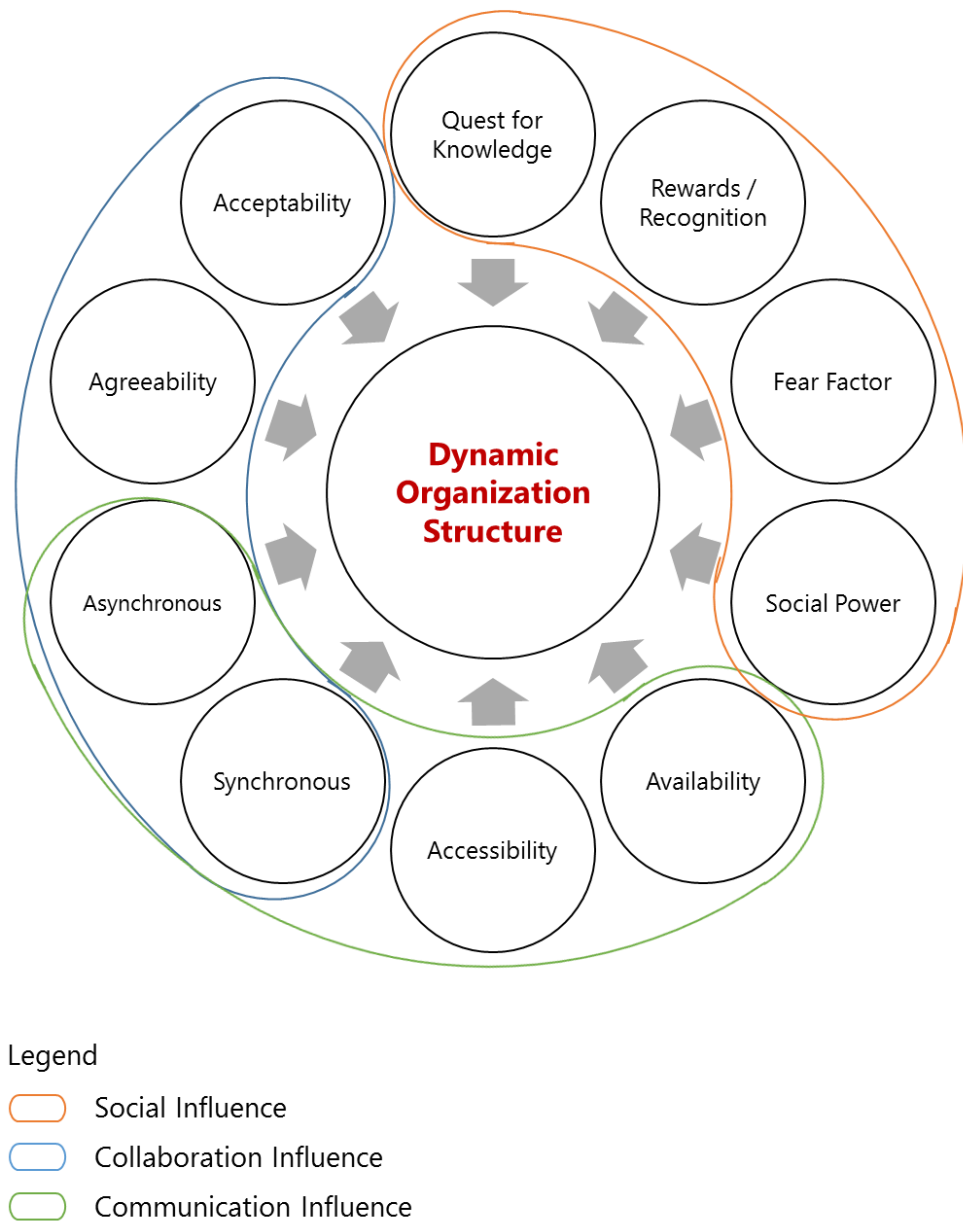 Quest for
Knowledge
Rewards /
Recognition
Acceptability
Agreeability
Fear Factor
Dynamic
Organization
Structure
Asynchronous
Social Power
Synchronous
Availability
Accessibility
Legend
Social Influence
Collaboration Influence
Communication Influence